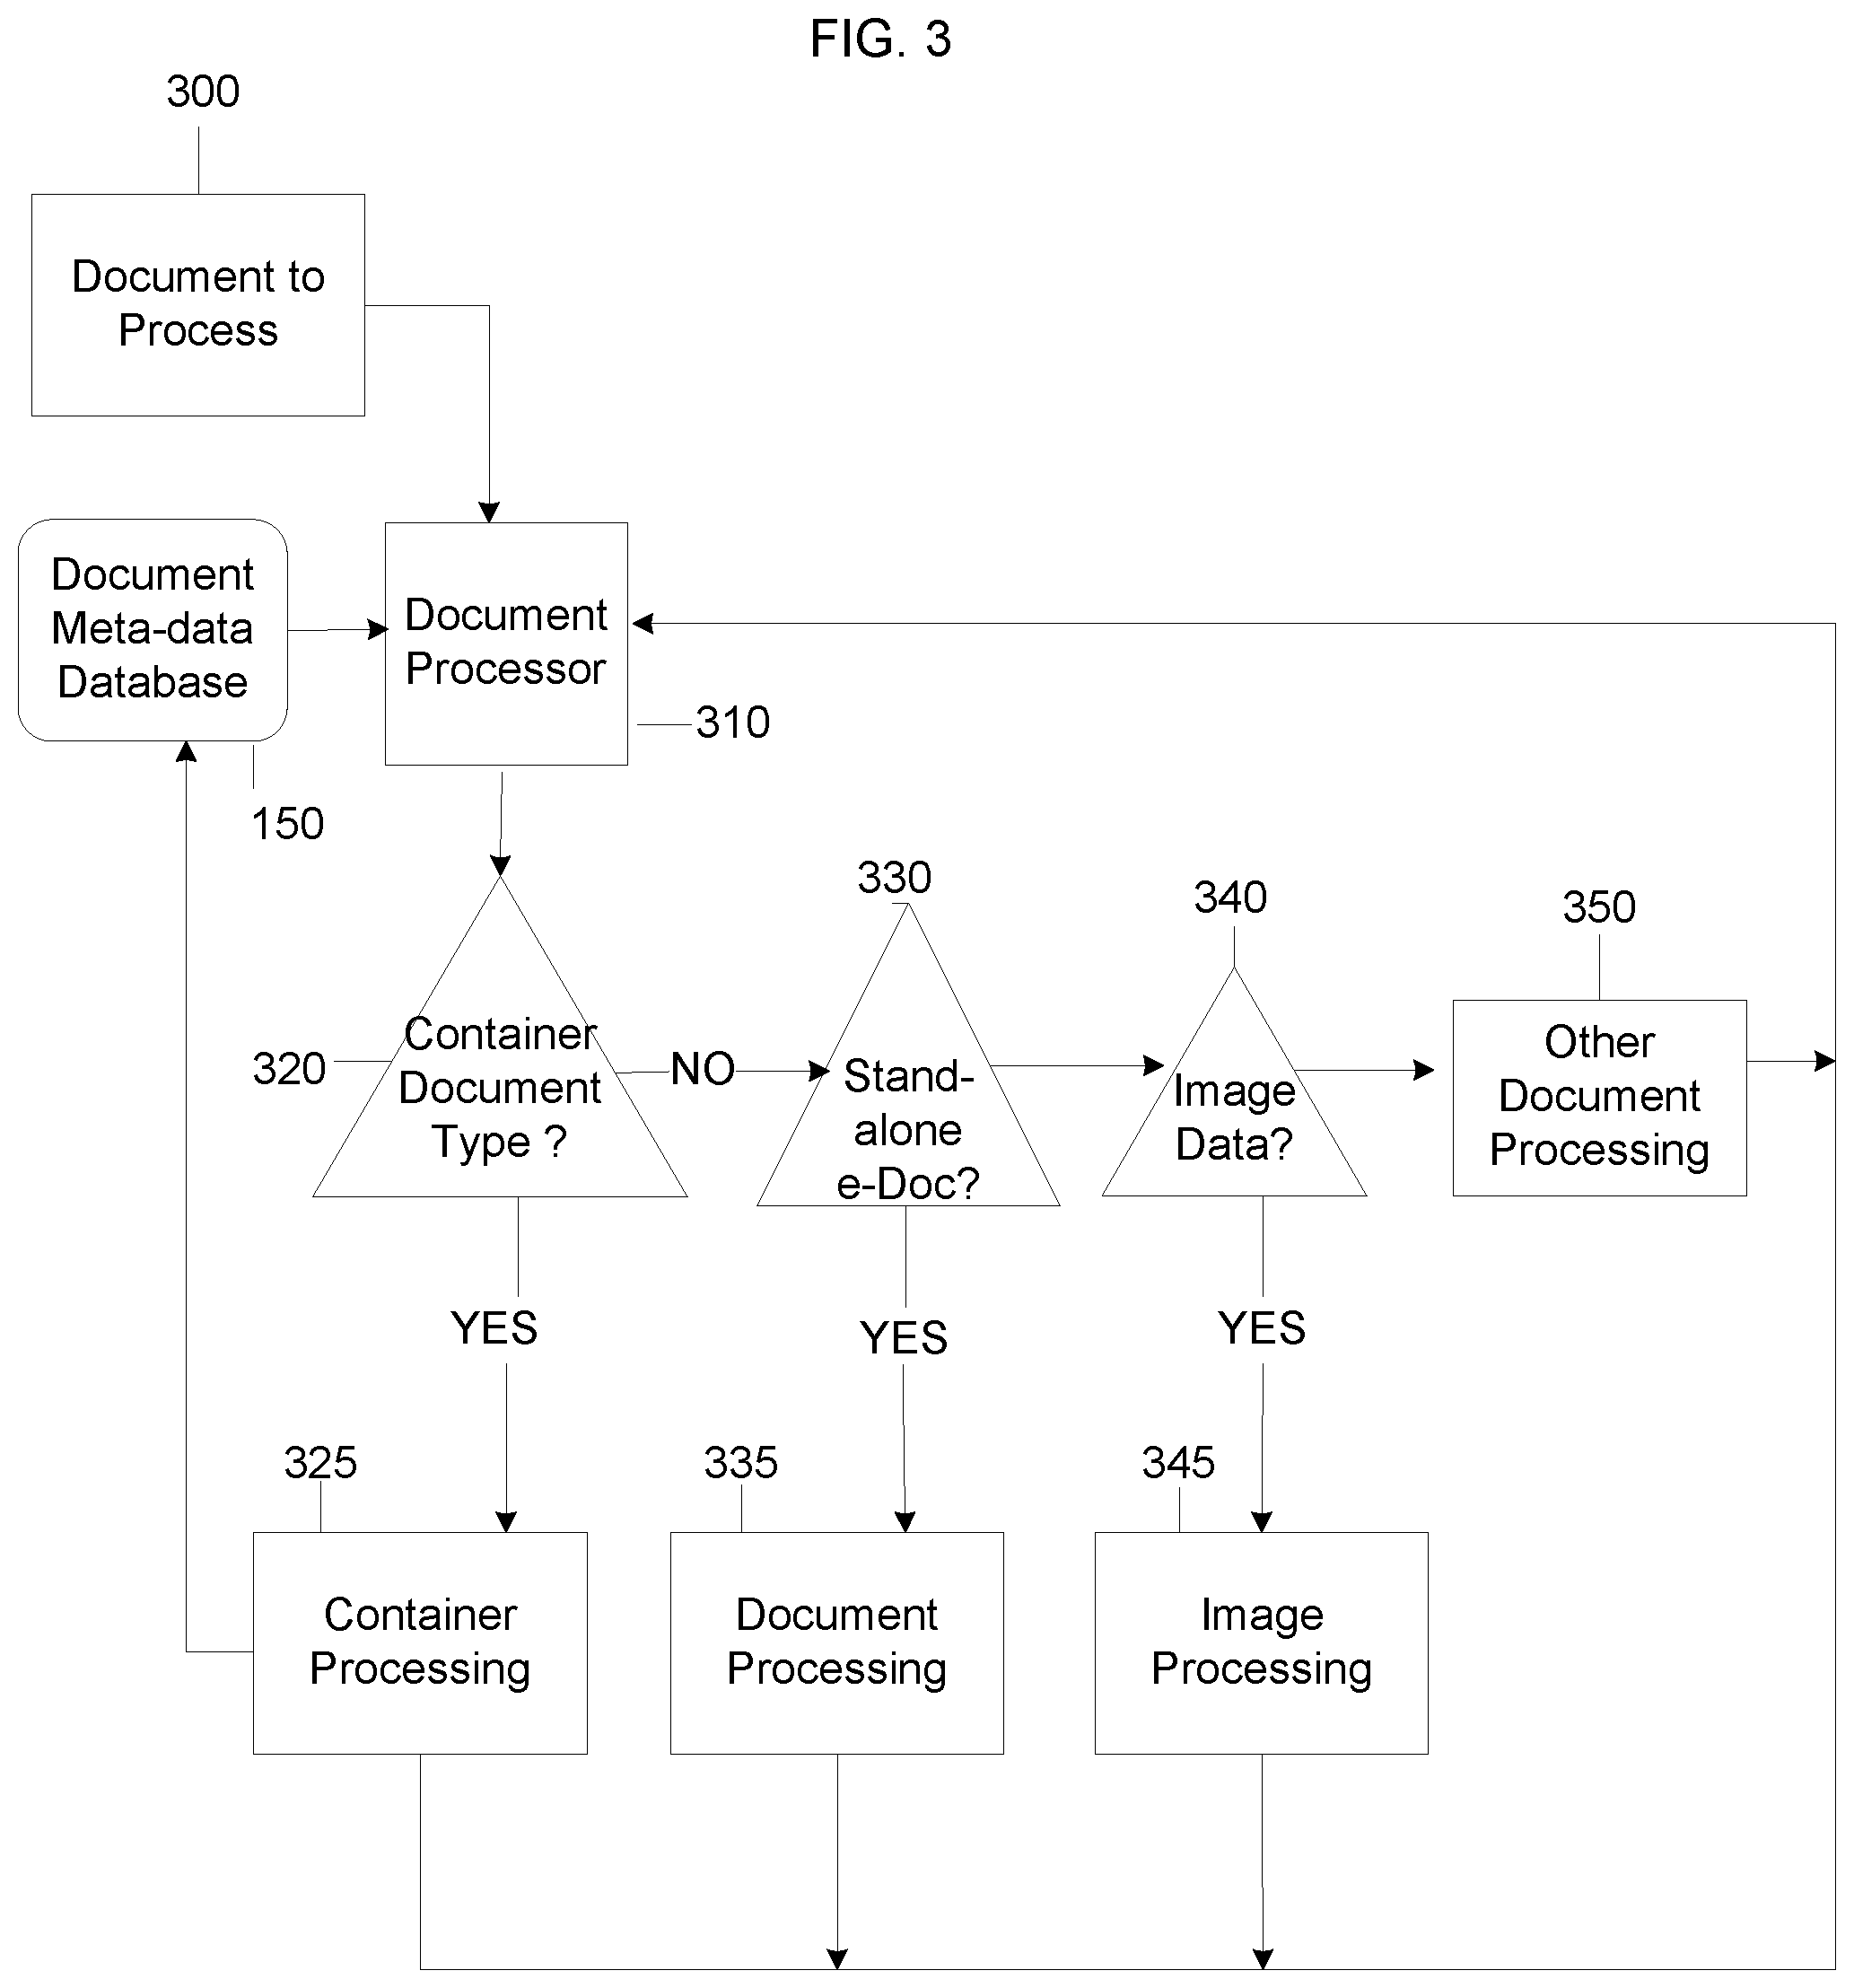 FIG. 3
300
Document to
Process
Document
Meta-data
Database
150
Document
Processor
310
320
Container
Document
Type ?
NO
330
Stand-
alone
e-Doc?
340
Image
Data?
350
Other
Document
Processing
YES
YES
YES
325
Container
Processing
335
Document
Processing
345
Image
Processing